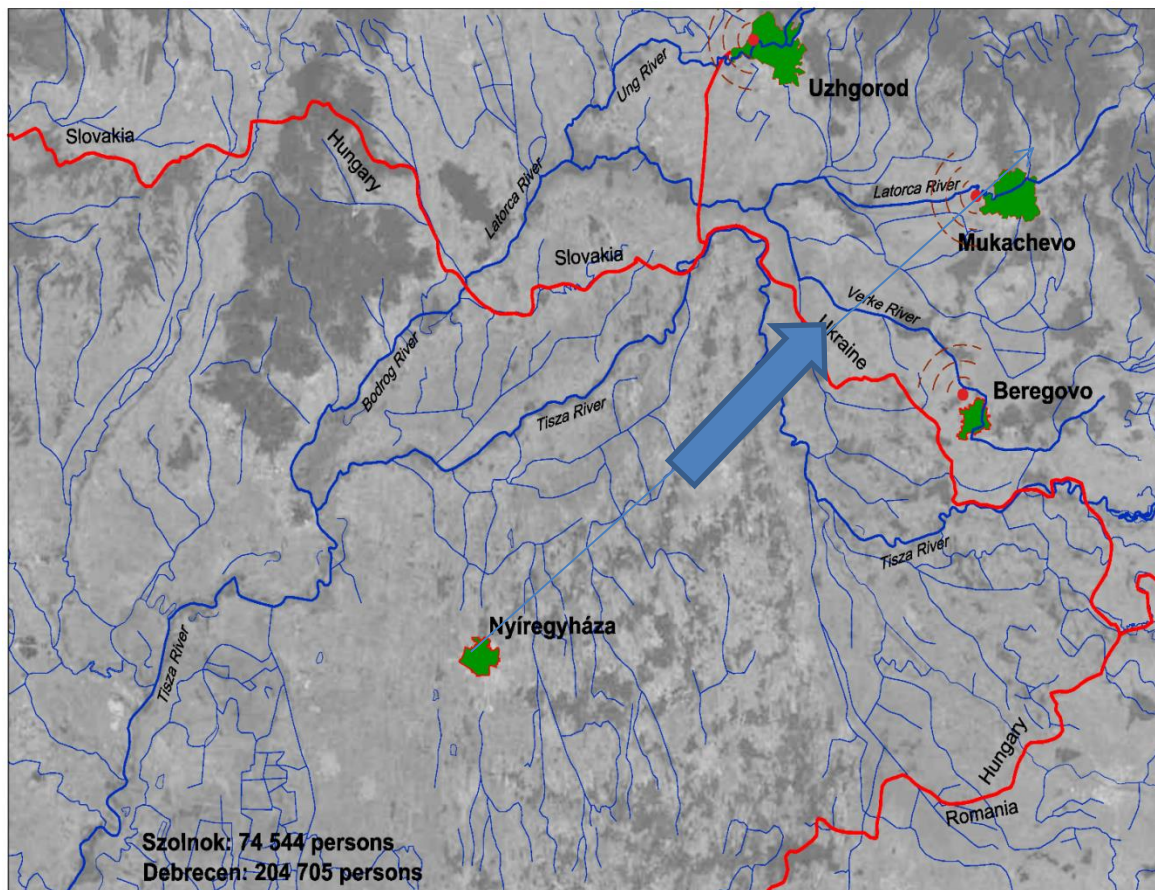 Ung River
Uzhgorod
Slovakia
Hungary
Latorca River
Latorca River
Mukachevo
Slovakia
Verke River
Ukraine
Bodrog River
Tisza River
Beregovo
Tisza River
Nyíregyháza
Tisza River
Hungary
Romania
Szolnok: 74 544 persons
Debrecen: 204 705 persons